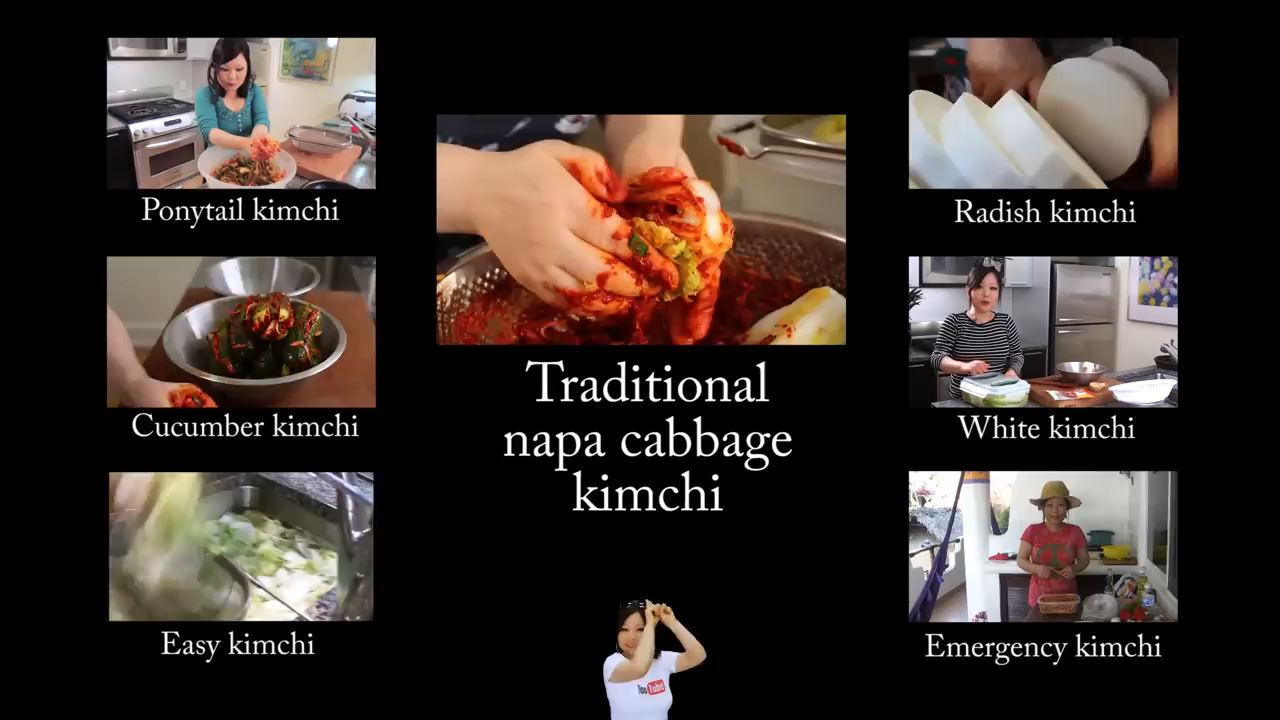 Ponytail kimchi
Cucumber kimchi
Easy kimchi
Traditional
napa cabbage
kimchi
YouTube
Radish kimchi
White kimchi
Emergency kimchi